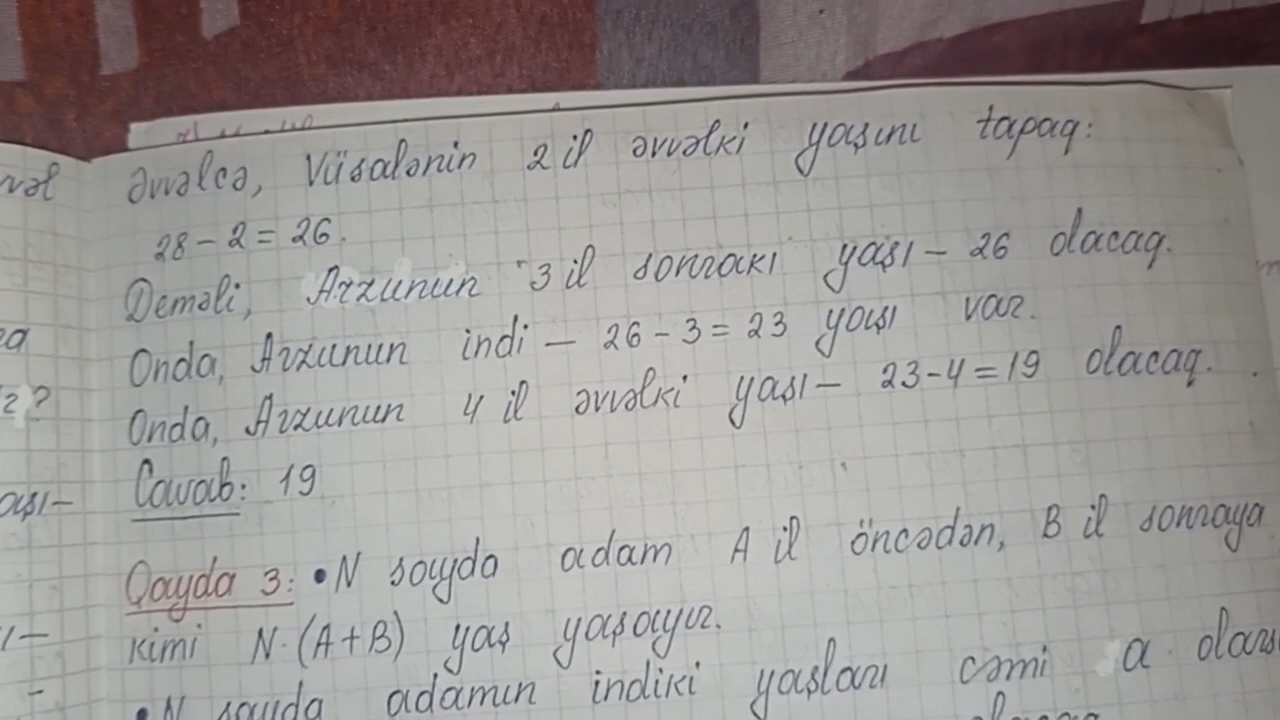 Əvvəlcə, Vüsalənin 2 il əvvəlki yaşını tapaq:
28 - 2 = 26.
Deməli, Arzunun 3 il sonrakı yaşı - 26 olacaq.
Onda, Arzunun indi - 26 - 3 = 23 yaşı var.
Onda, Arzunun 4 il əvvəlki yaşı - 23 - 4 = 19 olacaq.
Cavab: 19
Qayda 3: • N sayda adam A il öncədən, B il sonraya
kimi N·(A+B) yaş yaşayır.
• N sayda adamın indiki yaşları cəmi a olars